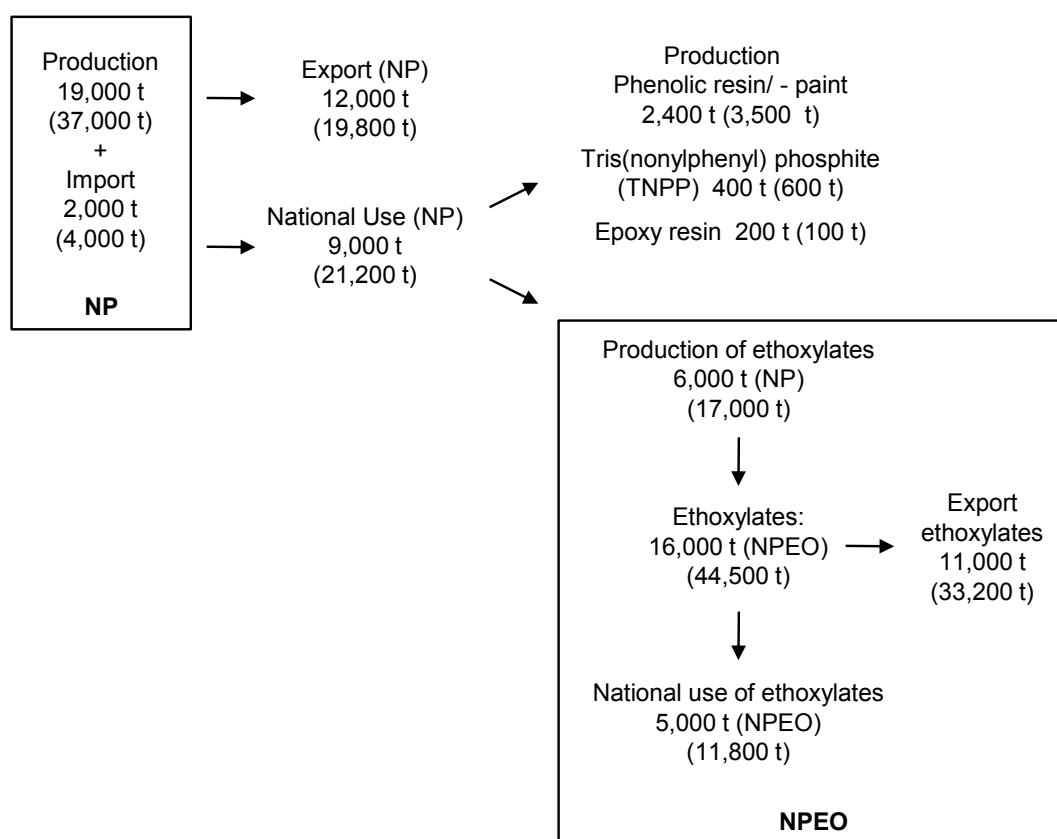 Production
19,000 t
(37,000 t)
+
Import
2,000 t
(4,000 t)
NP
Export (NP)
12,000 t
(19,800 t)
National Use (NP)
9,000 t
(21,200 t)
Production
Phenolic resin/ - paint
2,400 t (3,500 t)
Tris(nonylphenyl) phosphite
(TNPP) 400 t (600 t)
Epoxy resin 200 t (100 t)
Production of ethoxylates
6,000 t (NP)
(17,000 t)
Ethoxylates:
16,000 t (NPEO)
(44,500 t)
Export
ethoxylates
11,000 t
(33,200 t)
National use of ethoxylates
5,000 t (NPEO)
(11,800 t)
NPEO